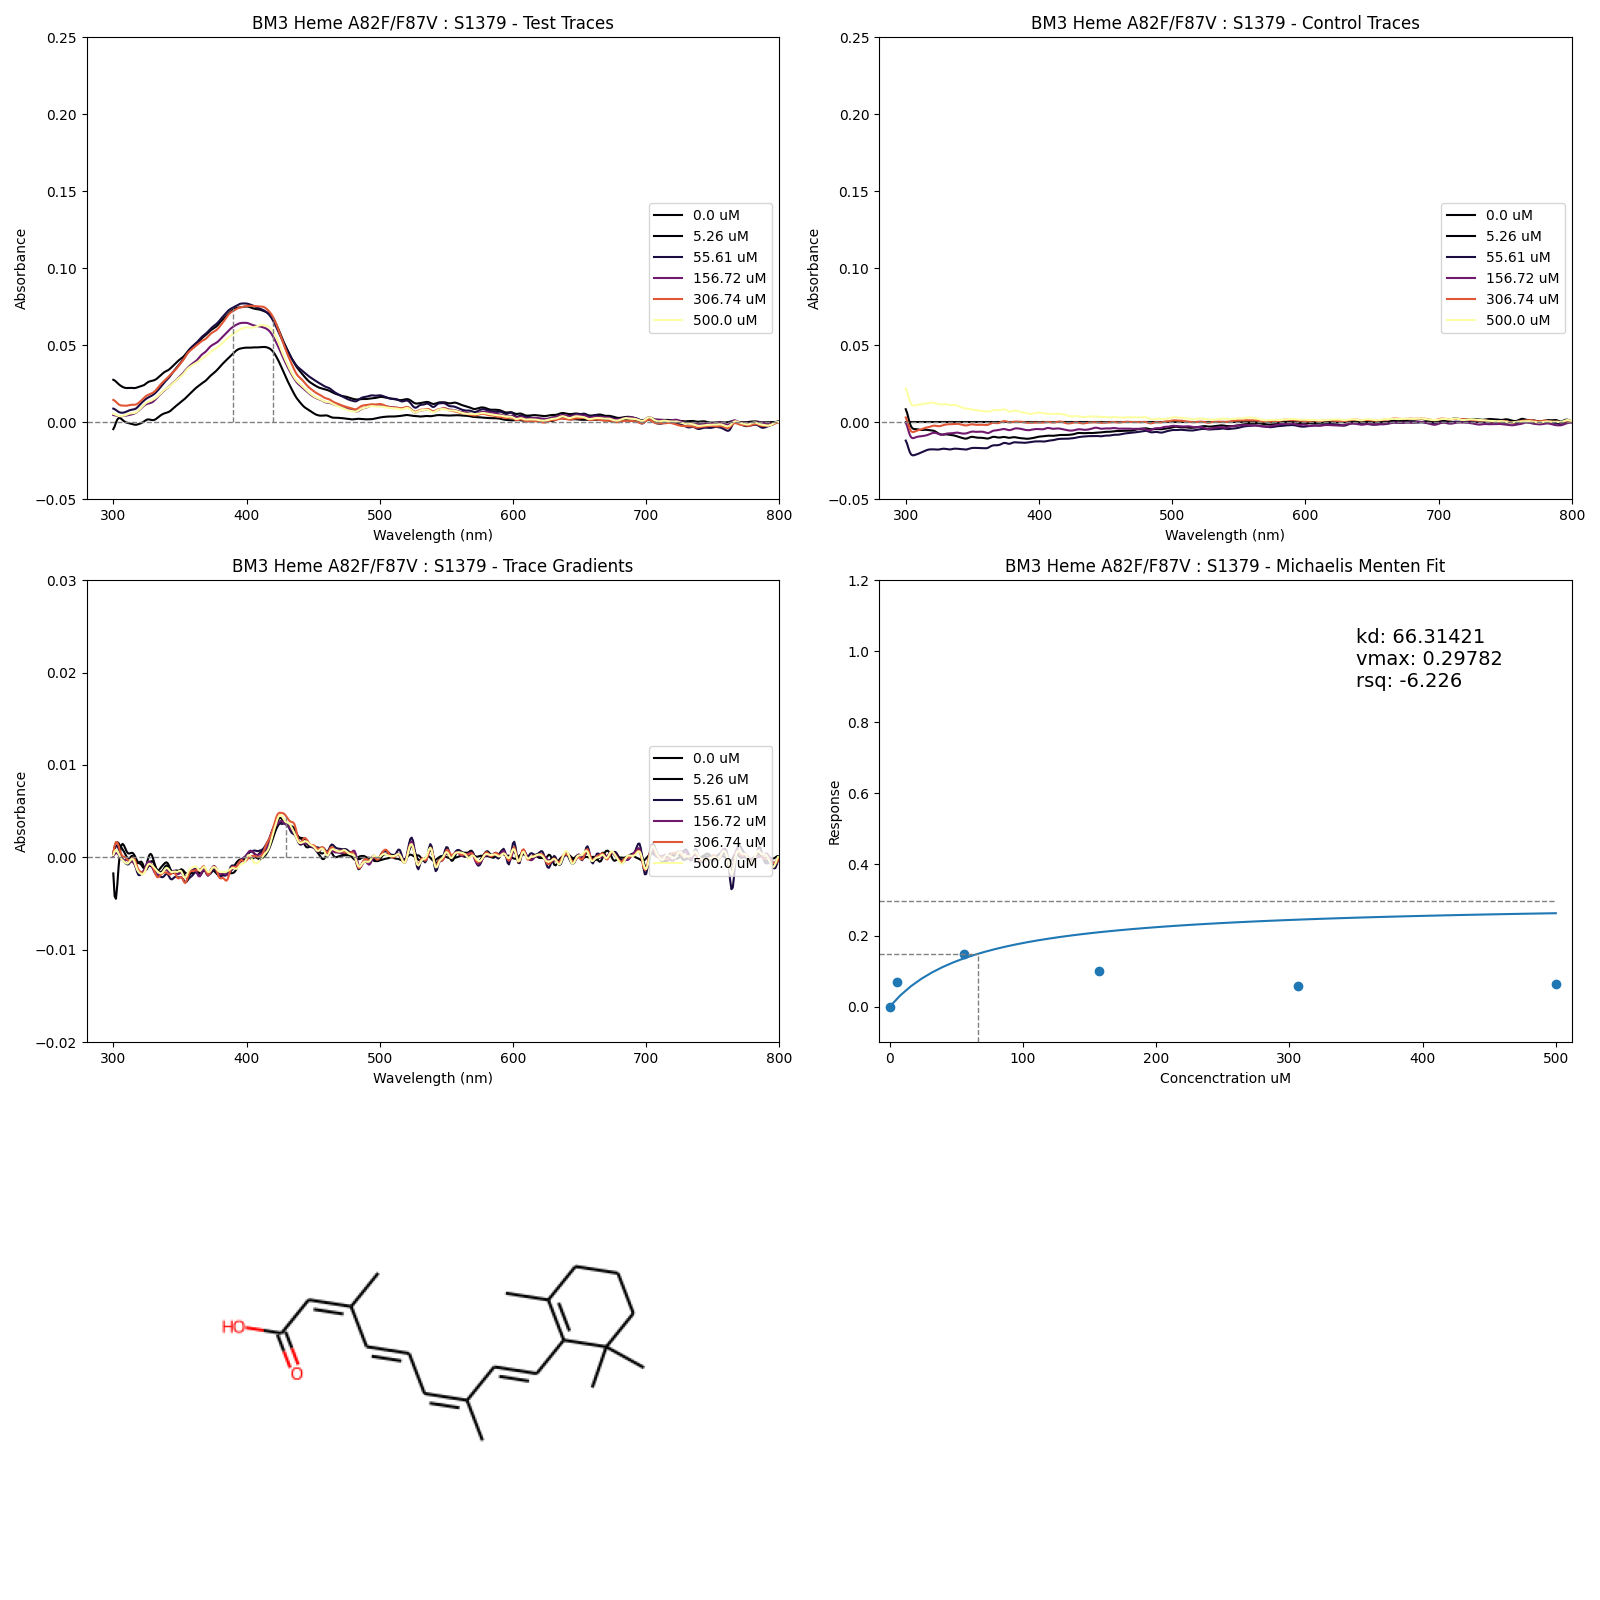 BM3 Heme A82F/F87V : S1379 - Test Traces
0.25
0.20
0.15
0.10
0.05
0.00
−0.05
Absorbance
300 400 500 600 700 800
Wavelength (nm)
0.0 uM
5.26 uM
55.61 uM
156.72 uM
306.74 uM
500.0 uM
BM3 Heme A82F/F87V : S1379 - Control Traces
0.25
0.20
0.15
0.10
0.05
0.00
−0.05
Absorbance
300 400 500 600 700 800
Wavelength (nm)
0.0 uM
5.26 uM
55.61 uM
156.72 uM
306.74 uM
500.0 uM
BM3 Heme A82F/F87V : S1379 - Trace Gradients
0.03
0.02
0.01
0.00
−0.01
−0.02
Absorbance
300 400 500 600 700 800
Wavelength (nm)
0.0 uM
5.26 uM
55.61 uM
156.72 uM
306.74 uM
500.0 uM
BM3 Heme A82F/F87V : S1379 - Michaelis Menten Fit
1.2
1.0
0.8
0.6
0.4
0.2
0.0
Response
kd: 66.31421
vmax: 0.29782
rsq: -6.226
0 100 200 300 400 500
Concenctration uM
HO
O